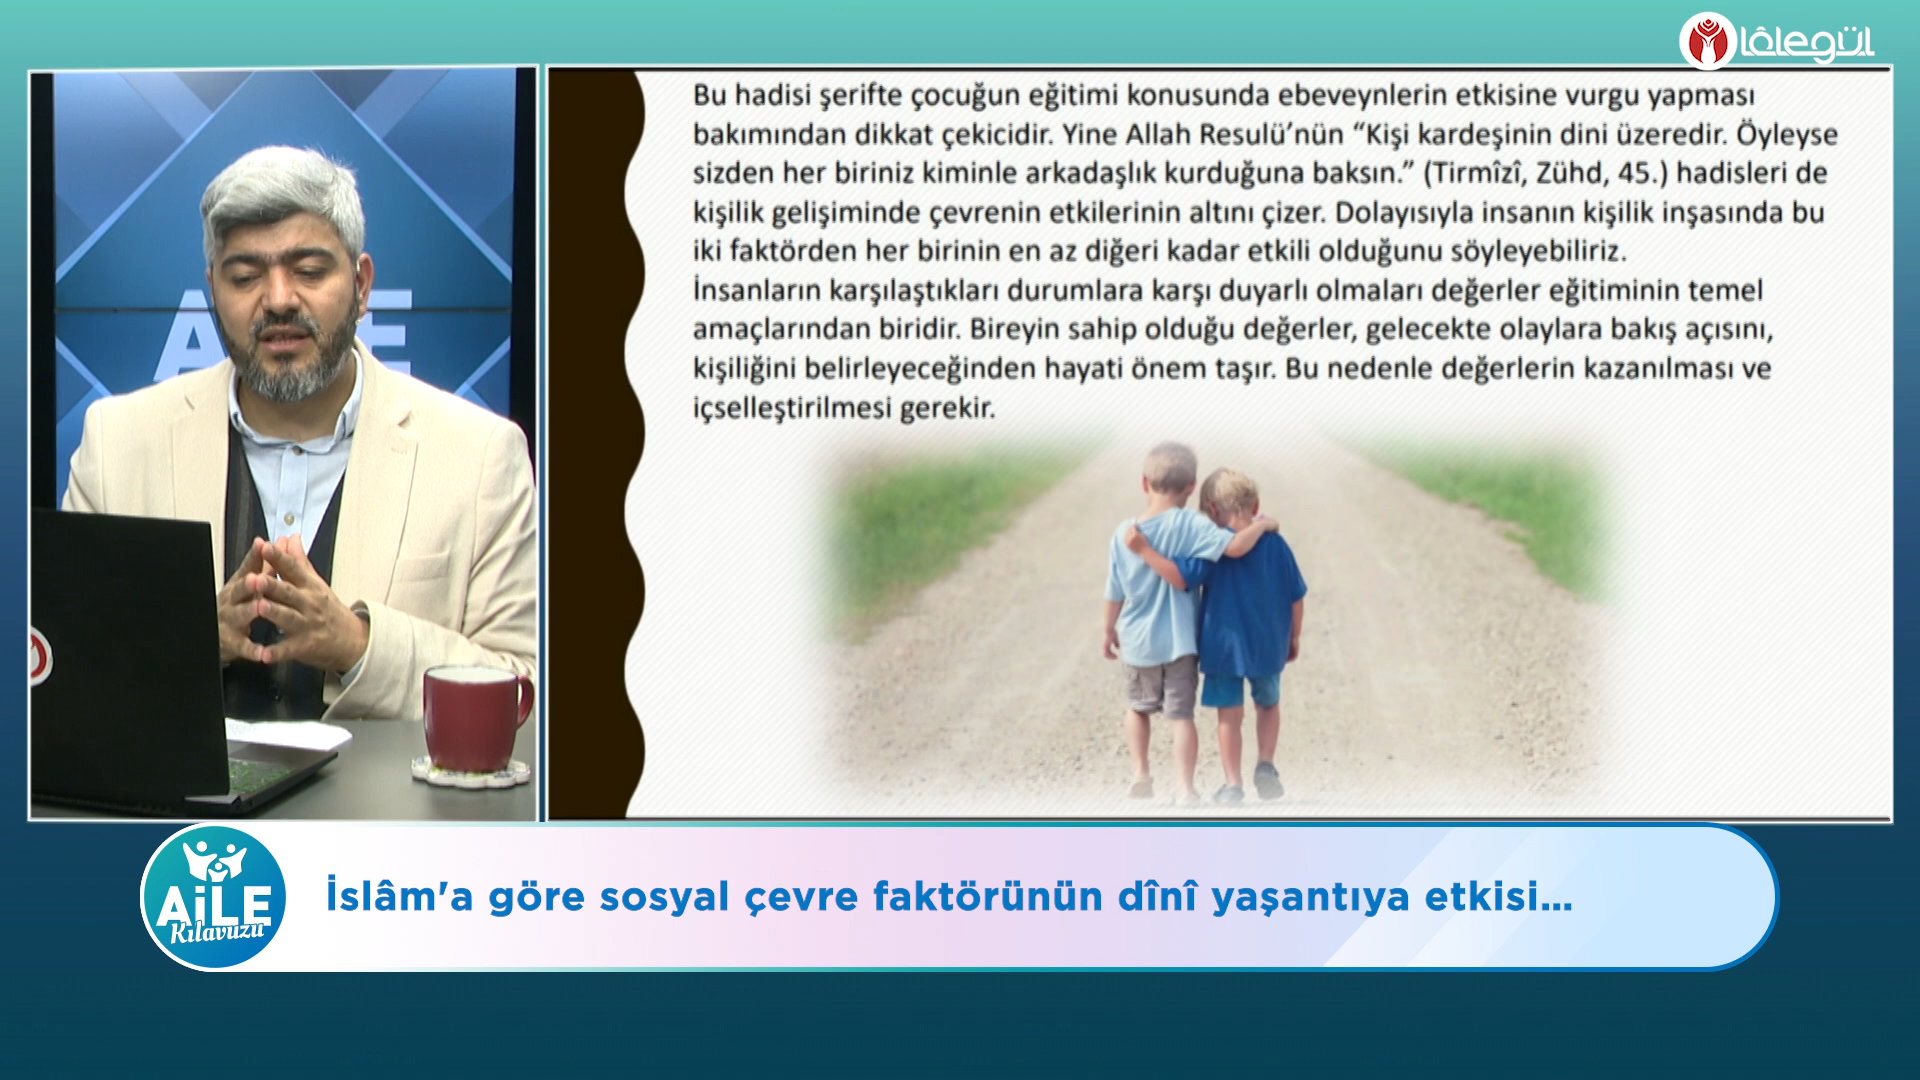 lâlegül
Bu hadisi şerifte çocuğun eğitimi konusunda ebeveynlerin etkisine vurgu yapması
bakımından dikkat çekicidir. Yine Allah Resulü’nün “Kişi kardeşinin dini üzeredir. Öyleyse
sizden her biriniz kiminle arkadaşlık kurduğuna baksın.” (Tirmîzî, Zühd, 45.) hadisleri de
kişilik gelişiminde çevrenin etkilerinin altını çizer. Dolayısıyla insanın kişilik inşasında bu
iki faktörden her birinin en az diğeri kadar etkili olduğunu söyleyebiliriz.
İnsanların karşılaştıkları durumlara karşı duyarlı olmaları değerler eğitiminin temel
amaçlarından biridir. Bireyin sahip olduğu değerler, gelecekte olaylara bakış açısını,
kişiliğini belirleyeceğinden hayati önem taşır. Bu nedenle değerlerin kazanılması ve
içselleştirilmesi gerekir.
AiLE
Kılavuzu
İslâm'a göre sosyal çevre faktörünün dînî yaşantıya etkisi...